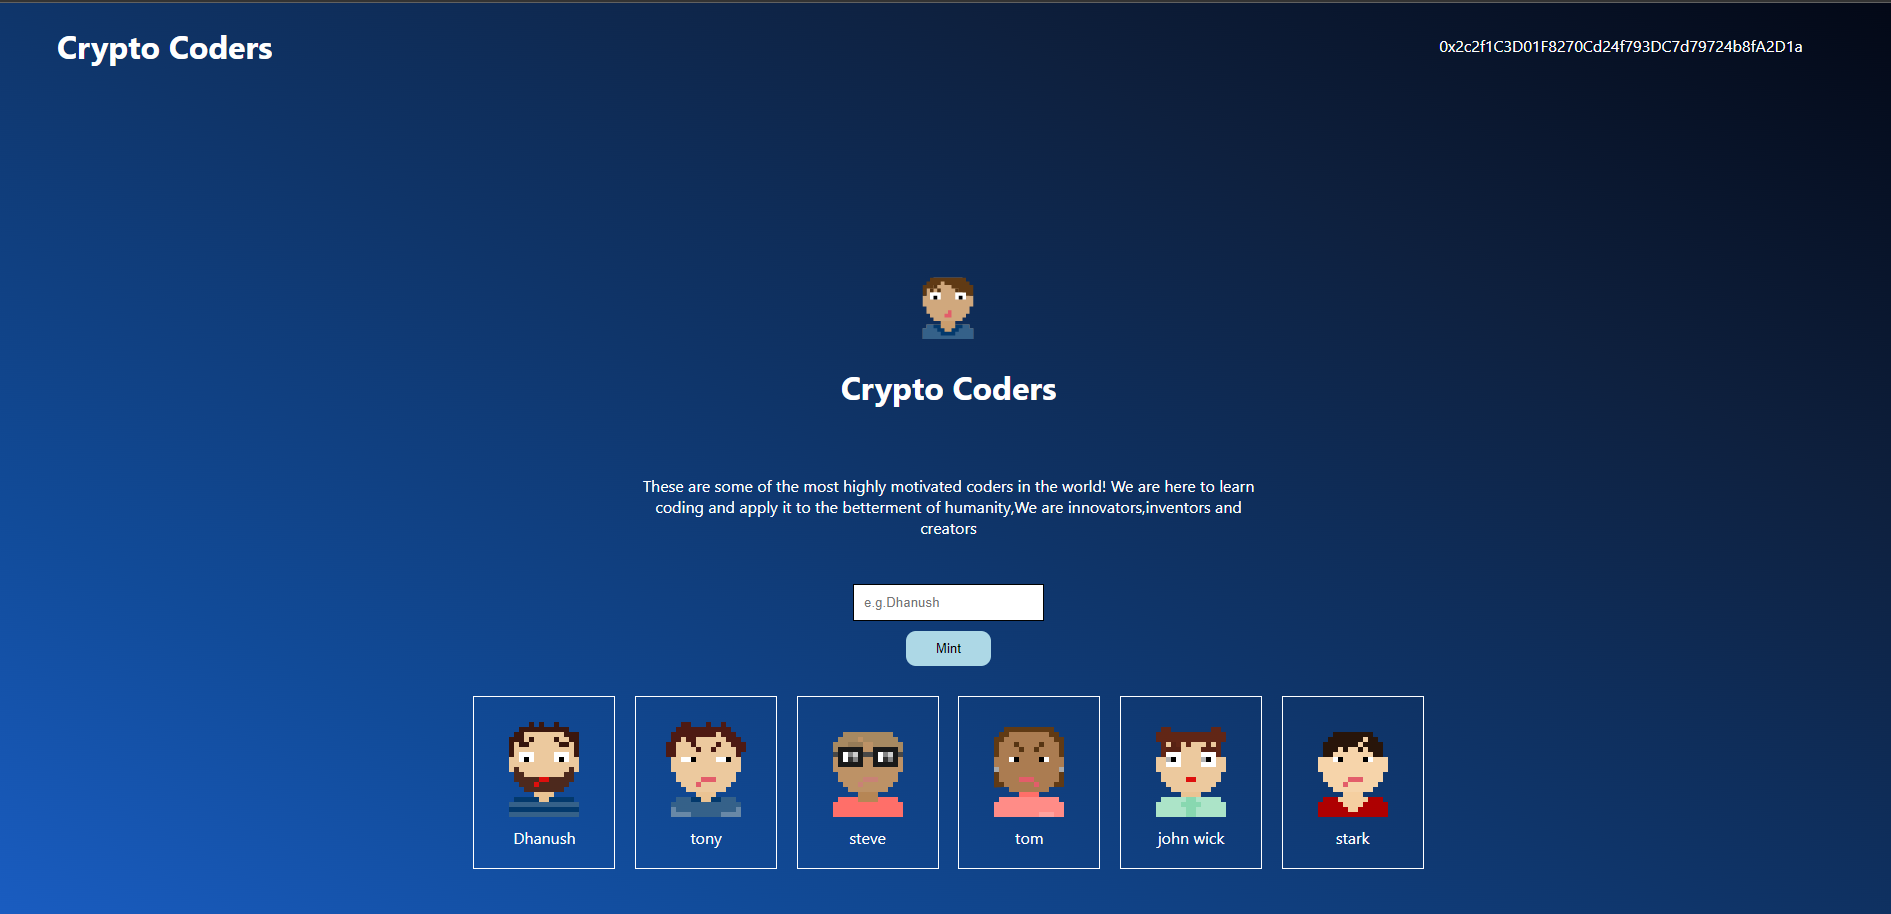 Crypto Coders
0x2c2f1C3D01F8270Cd24f793DC7d79724b8fA2D1a
Crypto Coders
These are some of the most highly motivated coders in the world! We are here to learn
coding and apply it to the betterment of humanity,We are innovators,inventors and
creators
e.g.Dhanush
Mint
Dhanush
tony
steve
tom
john wick
stark